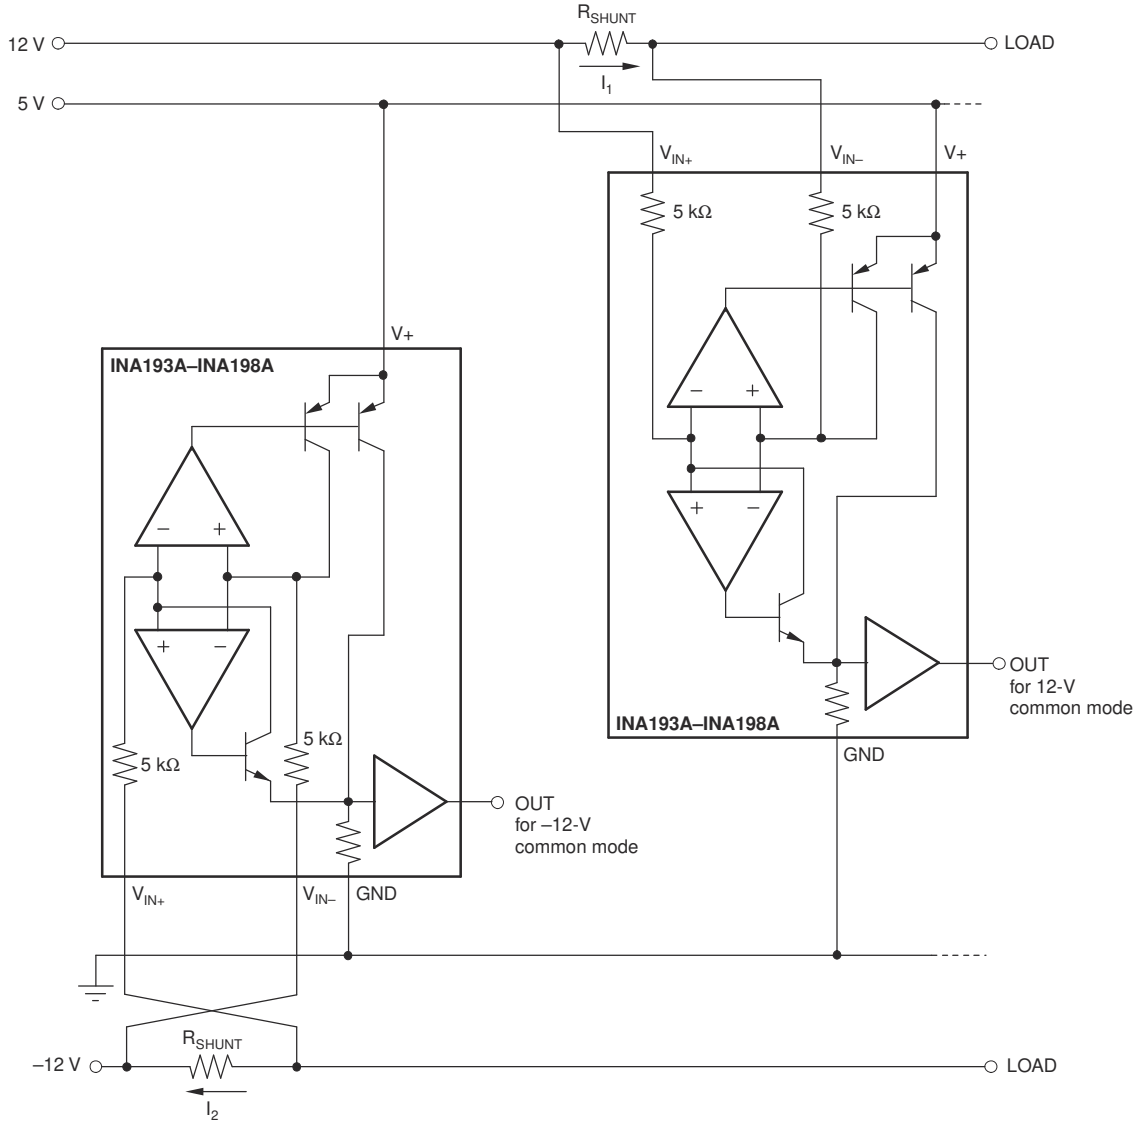 R_SHUNT
12 V
LOAD
I_1
5 V
V_IN+
V_IN–
V+
5 kΩ
5 kΩ
V+
INA193A–INA198A
–
+
+
–
–
+
+
–
5 kΩ
5 kΩ
OUT
for 12-V
common mode
INA193A–INA198A
GND
OUT
for –12-V
common mode
V_IN+
V_IN–
GND
R_SHUNT
–12 V
LOAD
I_2